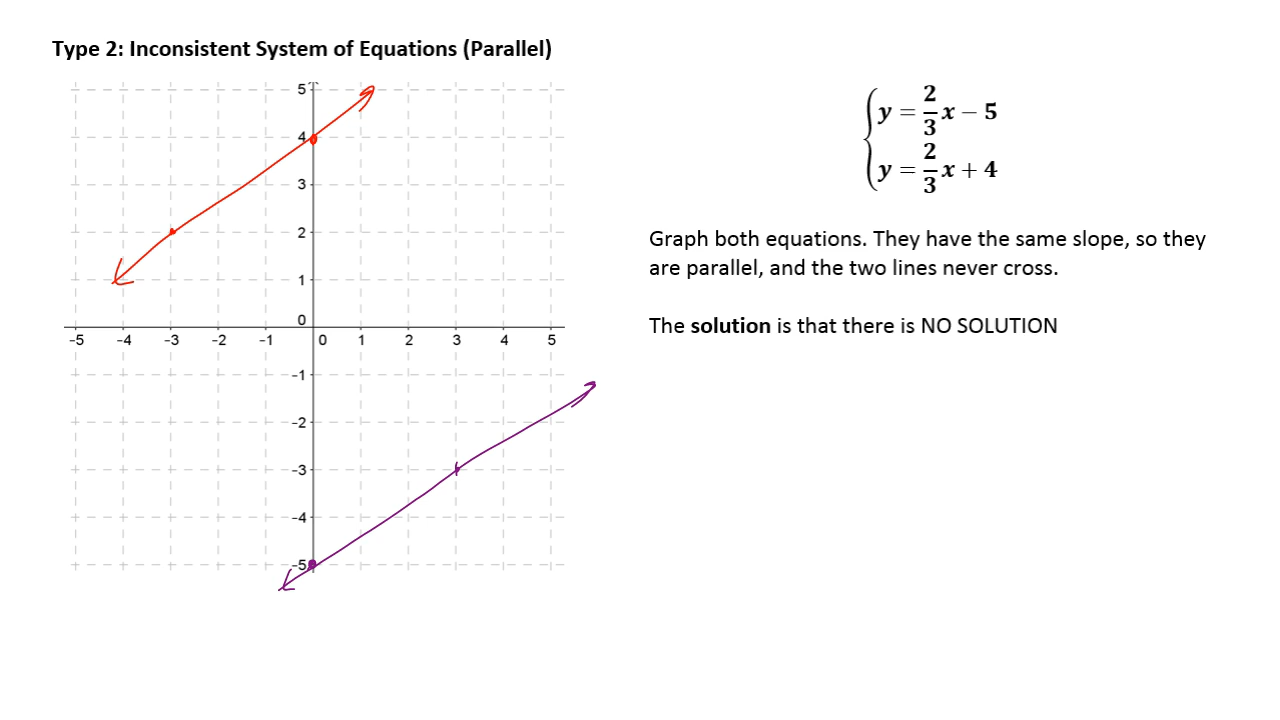 Type 2: Inconsistent System of Equations (Parallel)
5
4
3
2
1
0
-5 -4 -3 -2 -1 0 1 2 3 4 5
-1
-2
-3
-4
-5
y = 2/3 x − 5
y = 2/3 x + 4
Graph both equations. They have the same slope, so they
are parallel, and the two lines never cross.
The solution is that there is NO SOLUTION